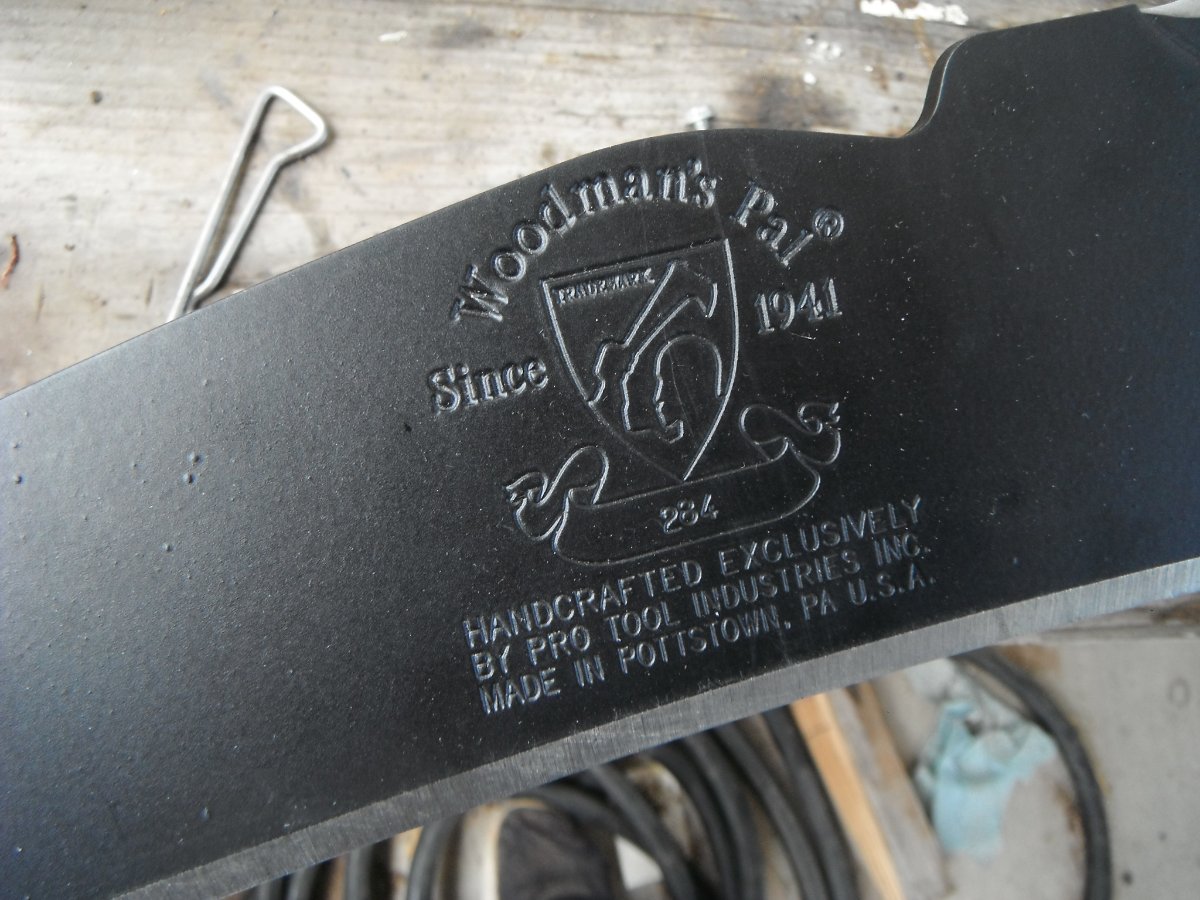 Woodman's Pal®
Since 1941
TRADEMARK
284
HANDCRAFTED EXCLUSIVELY
BY PRO TOOL INDUSTRIES INC.
MADE IN POTTSTOWN, PA U.S.A.